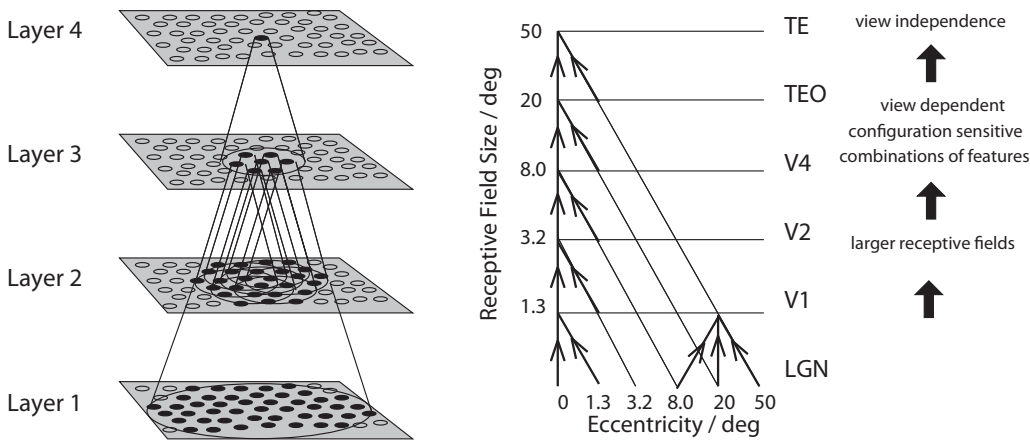 Layer 4
Layer 3
Layer 2
Layer 1
Receptive Field Size / deg
50
20
8.0
3.2
1.3
TE
TEO
V4
V2
V1
LGN
0 1.3 3.2 8.0 20 50
Eccentricity / deg
view independence
view dependent
configuration sensitive
combinations of features
larger receptive fields